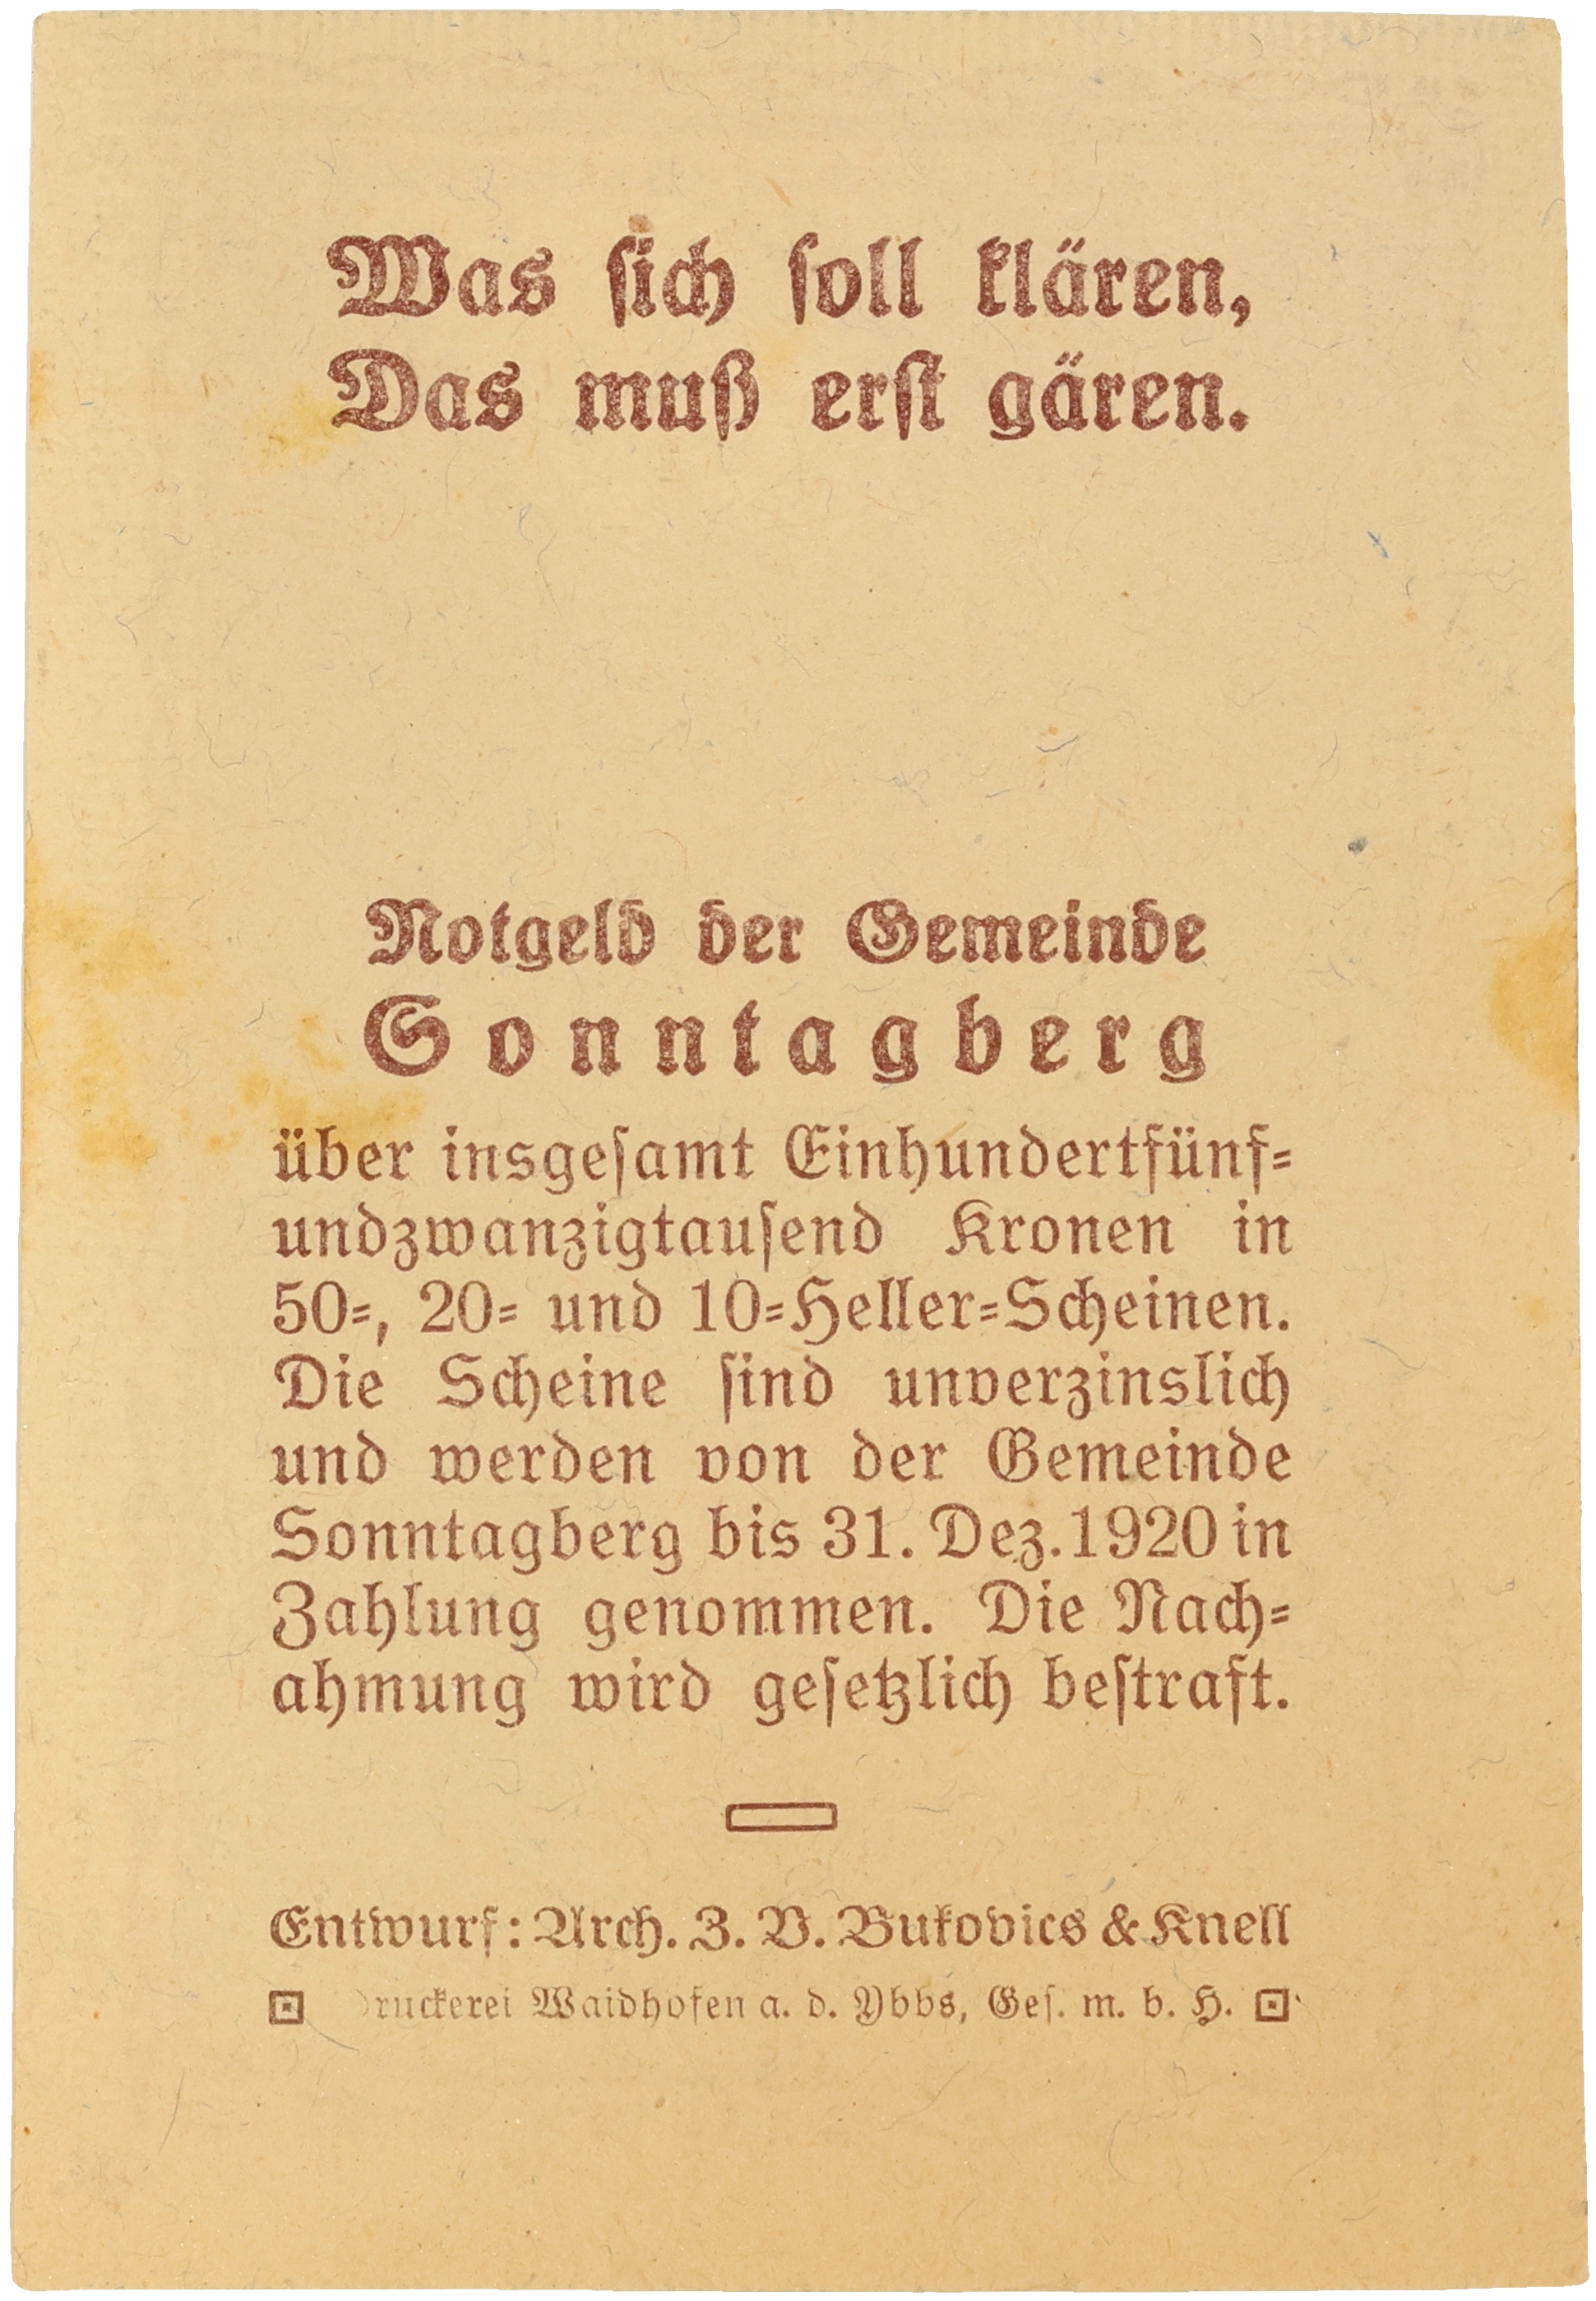 Was sich soll klären,
Das muß erst gären.
Notgeld der Gemeinde
Sonntagberg
über insgesamt Einhundertfünf-
undzwanzigtausend Kronen in
50-, 20- und 10-Heller-Scheinen.
Die Scheine sind unverzinslich
und werden von der Gemeinde
Sonntagberg bis 31. Dez. 1920 in
Zahlung genommen. Die Nach-
ahmung wird gesetzlich bestraft.
Entwurf: Arch. Z. V. Bukovics & Knell
Druckerei Waidhofen a. d. Ybbs, Ges. m. b. H.